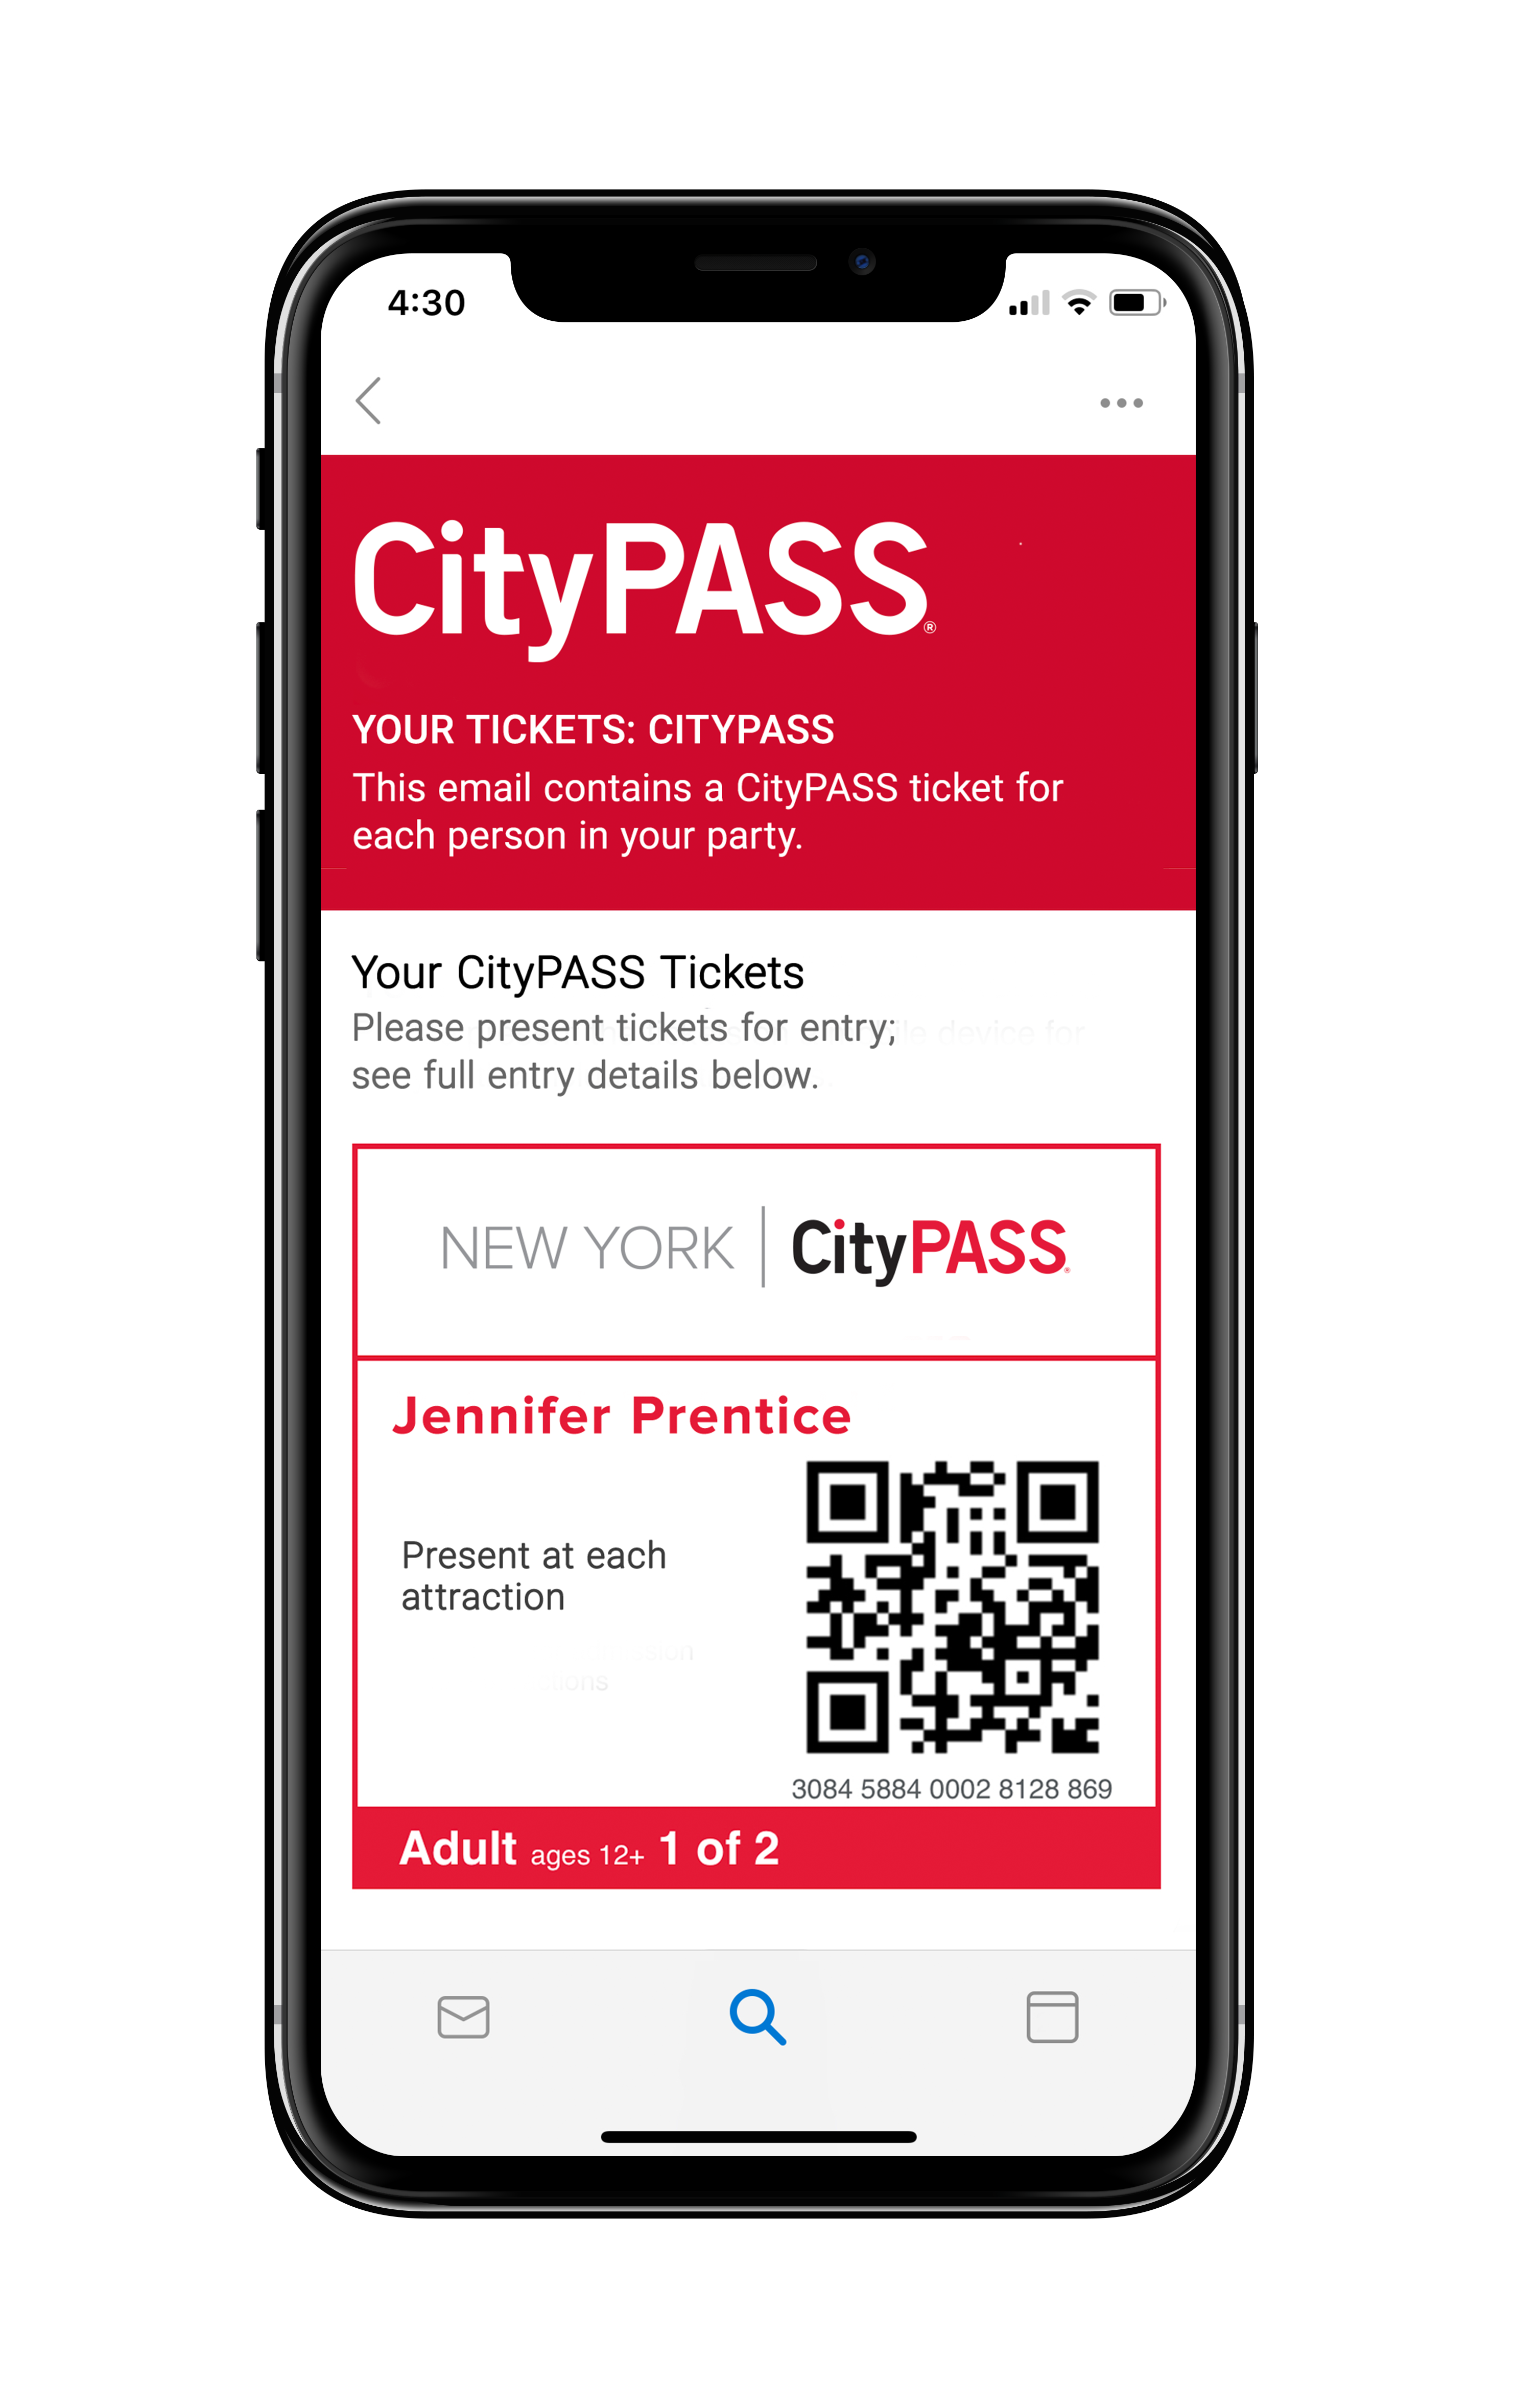 4:30
CityPASS®
YOUR TICKETS: CITYPASS
This email contains a CityPASS ticket for
each person in your party.
Your CityPASS Tickets
Please present tickets for entry;
see full entry details below.
NEW YORK | CityPASS®
Jennifer Prentice
Present at each
attraction
3084 5884 0002 8128 869
Adult ages 12+ 1 of 2